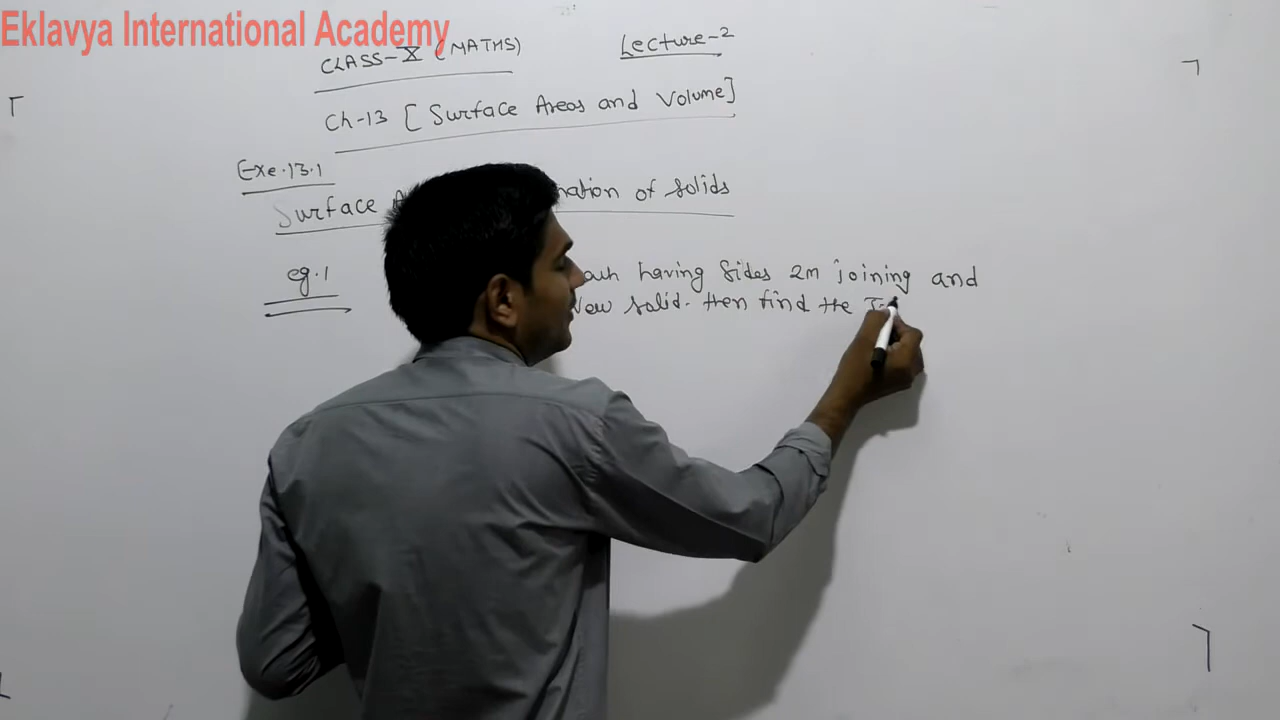 Eklavya International Academy
CLASS-X (MATHS) Lecture-2
Ch-13 [Surface Areas and Volume]
Exe.13.1
Surface nation of solids
eg.1 having sides 2m joining and
New solid. then find the T